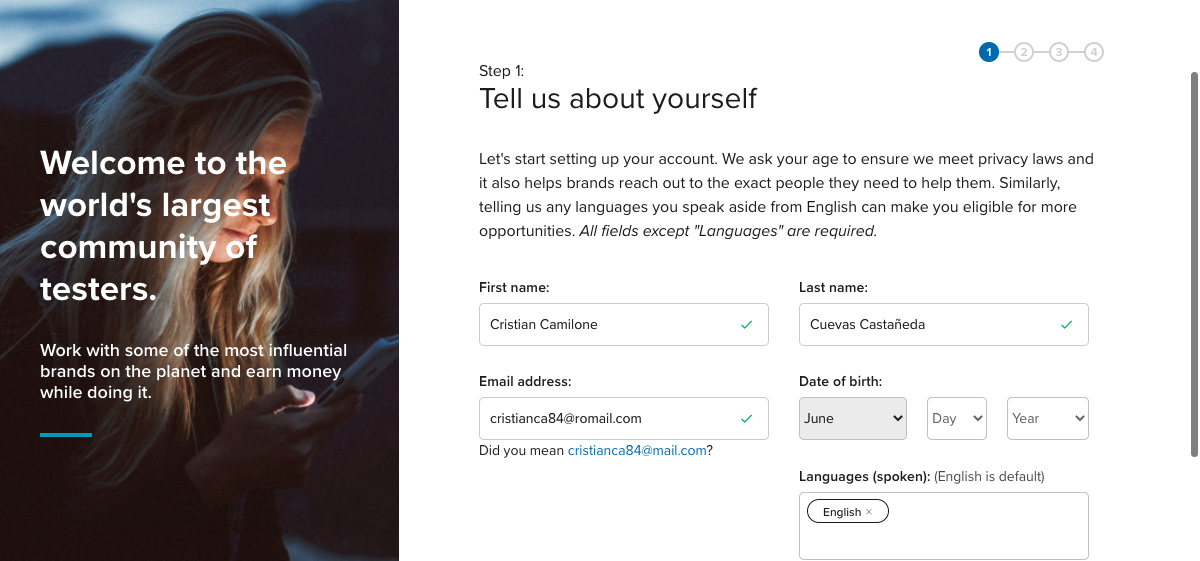 Welcome to the
world's largest
community of
testers.
Work with some of the most influential
brands on the planet and earn money
while doing it.
1 2 3 4
Step 1:
Tell us about yourself
Let's start setting up your account. We ask your age to ensure we meet privacy laws and
it also helps brands reach out to the exact people they need to help them. Similarly,
telling us any languages you speak aside from English can make you eligible for more
opportunities. All fields except "Languages" are required.
First name:
Cristian Camilone
Last name:
Cuevas Castañeda
Email address:
cristianca84@romail.com
Did you mean cristianca84@mail.com?
Date of birth:
June Day Year
Languages (spoken): (English is default)
English ×